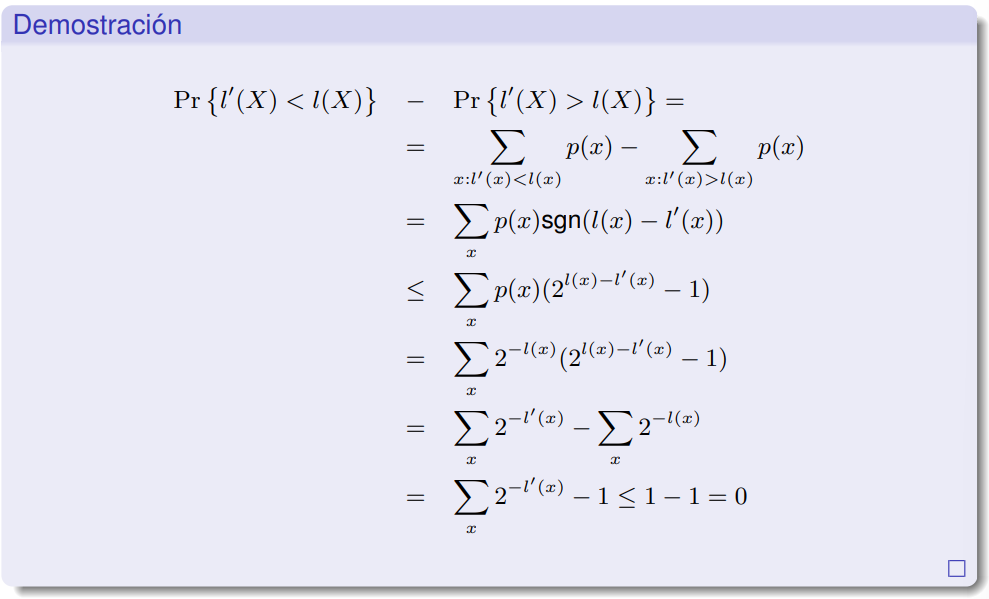 Demostración
Pr {l′(X) < l(X)} − Pr {l′(X) > l(X)} =
= ∑_{x:l′(x)<l(x)} p(x) − ∑_{x:l′(x)>l(x)} p(x)
= ∑_x p(x)sgn(l(x) − l′(x))
≤ ∑_x p(x)(2^{l(x)−l′(x)} − 1)
= ∑_x 2^{−l(x)}(2^{l(x)−l′(x)} − 1)
= ∑_x 2^{−l′(x)} − ∑_x 2^{−l(x)}
= ∑_x 2^{−l′(x)} − 1 ≤ 1 − 1 = 0
□